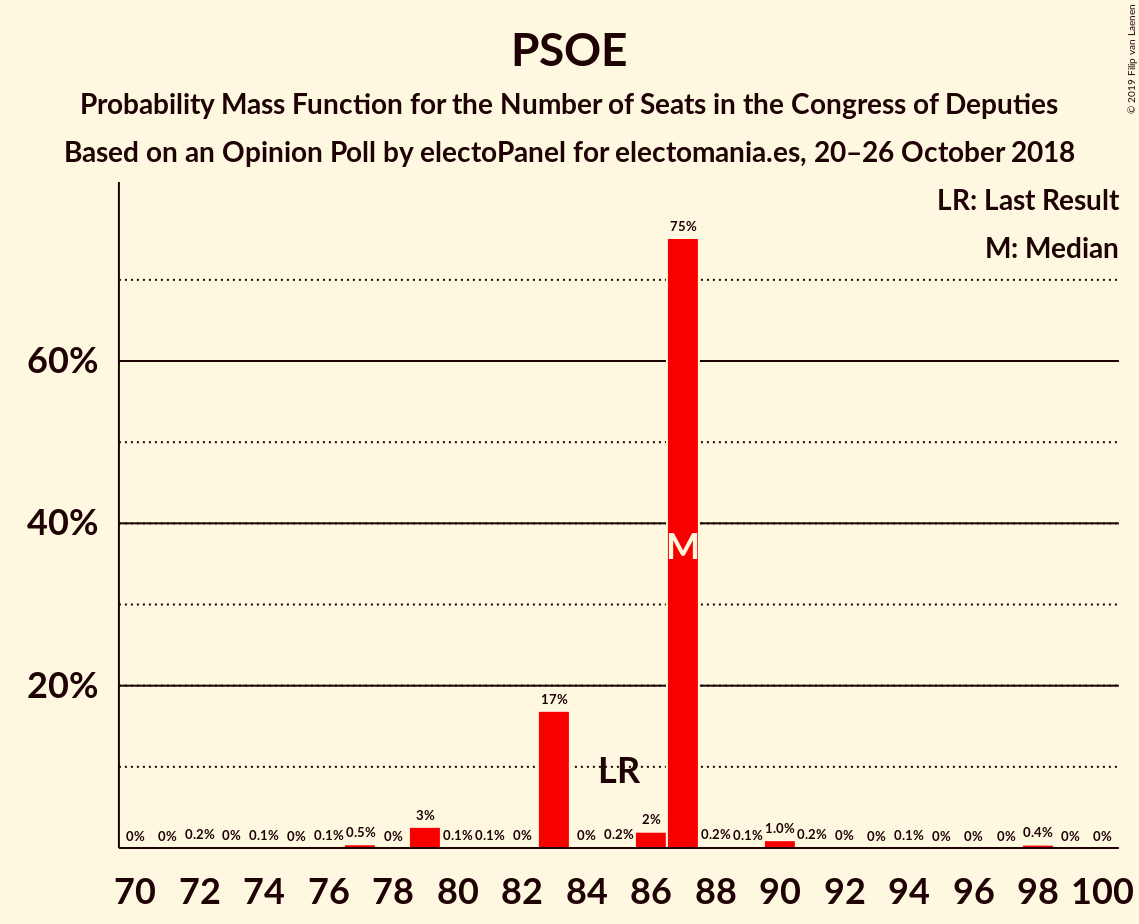 PSOE
Probability Mass Function for the Number of Seats in the Congress of Deputies
Based on an Opinion Poll by electoPanel for electomania.es, 20–26 October 2018
© 2019 Filip van Laenen
LR: Last Result
M: Median
60%
40%
20%
0% 0% 0.2% 0% 0.1% 0% 0.1% 0.5% 0% 3% 0.1% 0.1% 0% 17% 0% 0.2% 2% 75% 0.2% 0.1% 1.0% 0.2% 0% 0% 0.1% 0% 0% 0% 0.4% 0% 0%
M
LR
70 72 74 76 78 80 82 84 86 88 90 92 94 96 98 100